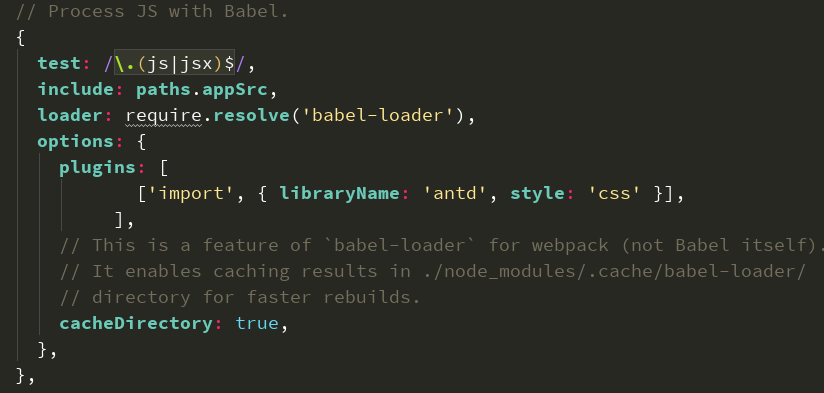 // Process JS with Babel.
{
  test: /\.(js|jsx)$/,
  include: paths.appSrc,
  loader: require.resolve('babel-loader'),
  options: {
    plugins: [
           ['import', { libraryName: 'antd', style: 'css' }],
         ],
    // This is a feature of `babel-loader` for webpack (not Babel itself).
    // It enables caching results in ./node_modules/.cache/babel-loader/
    // directory for faster rebuilds.
    cacheDirectory: true,
  },
},